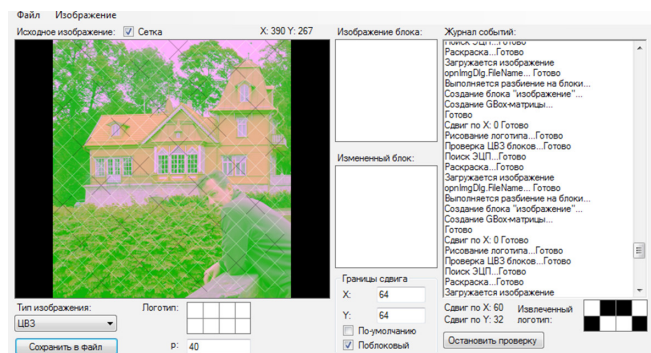 Файл Изображение
Исходное изображение: Сетка X: 390 Y: 267
Изображение блока:
Измененный блок:
Журнал событий:
Поиск ЭЦП...Готово
Раскраска...Готово
Загружается изображение
opnImgDlg.FileName... Готово
Выполняется разбиение на блоки...
Создание блока "изображение"...
Создание GBox-матрицы...
Готово
Сдвиг по X: 0 Готово
Рисование логотипа...Готово
Проверка ЦВЗ блоков...Готово
Поиск ЭЦП...Готово
Раскраска...Готово
Загружается изображение
opnImgDlg.FileName... Готово
Выполняется разбиение на блоки...
Создание блока "изображение"...
Создание GBox-матрицы...
Готово
Сдвиг по X: 0 Готово
Рисование логотипа...Готово
Проверка ЦВЗ блоков...Готово
Поиск ЭЦП...Готово
Раскраска...Готово
Загружается изображение
Тип изображения:
ЦВЗ
Сохранить в файл
Логотип:
p: 40
Границы сдвига
X: 64
Y: 64
По-умолчанию
Поблоковый
Сдвиг по X: 60
Сдвиг по Y: 32
Извлеченный
логотип:
Остановить проверку